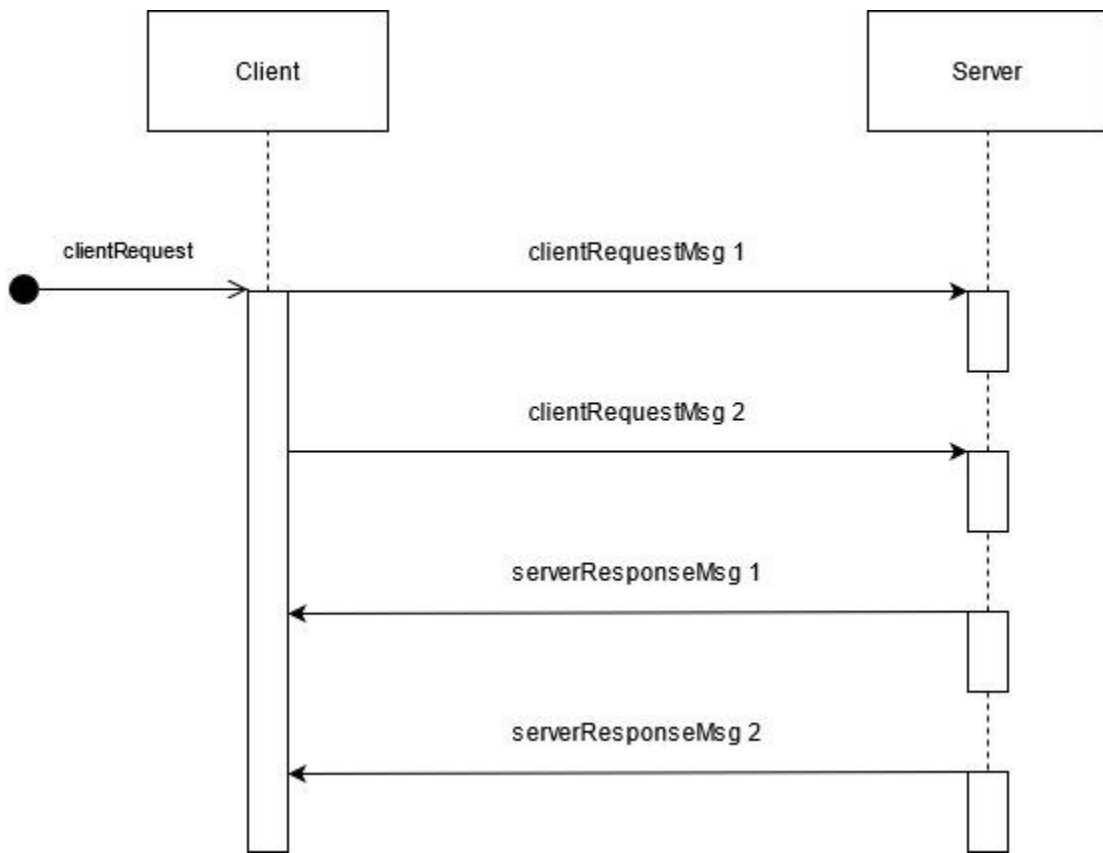 Client
Server
clientRequest
clientRequestMsg 1
clientRequestMsg 2
serverResponseMsg 1
serverResponseMsg 2